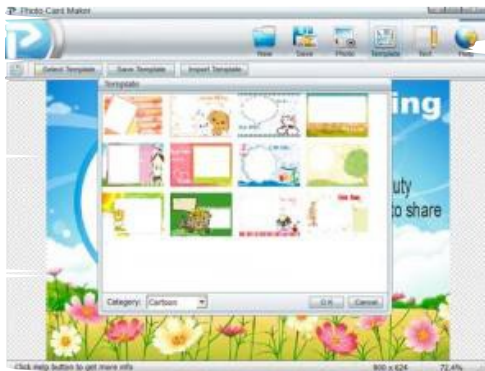 Photo Card Maker
New Save Photo Template Text Help
Select Template Save Template Import Template
Template
ing
uty
to share
Category: Cartoon OK Cancel
Click Help button to get more info 800 x 624 72.4%